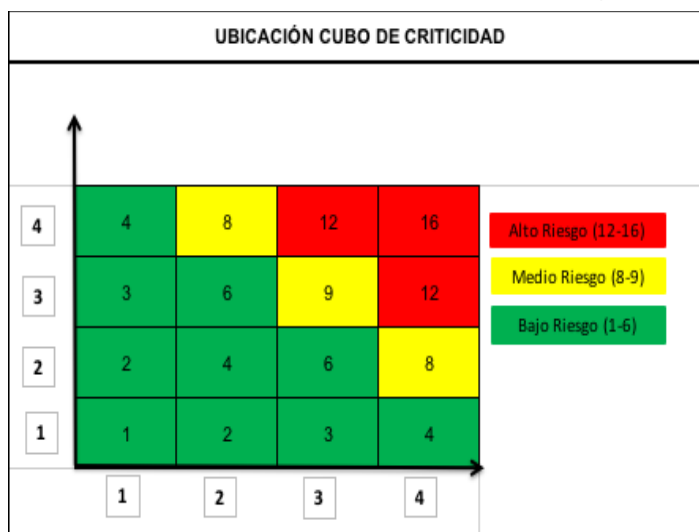 UBICACIÓN CUBO DE CRITICIDAD
4 4 8 12 16
Alto Riesgo (12-16)
3 3 6 9 12
Medio Riesgo (8-9)
Bajo Riesgo (1-6)
2 2 4 6 8
1 1 2 3 4
1 2 3 4